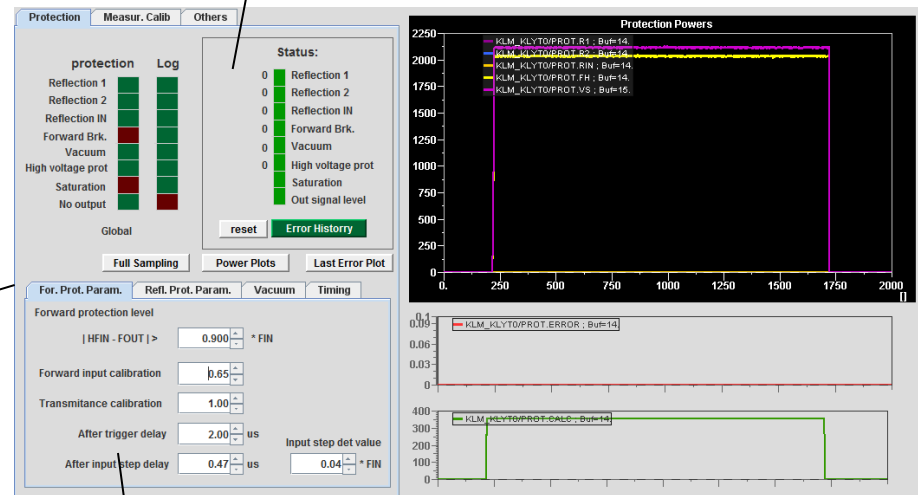 Protection Measur. Calib Others
protection Log
Reflection 1
Reflection 2
Reflection IN
Forward Brk.
Vacuum
High voltage prot
Saturation
No output
Global
Status:
0 Reflection 1
0 Reflection 2
0 Reflection IN
0 Forward Brk.
0 Vacuum
0 High voltage prot
Saturation
Out signal level
reset Error Historry
Full Sampling Power Plots Last Error Plot
For. Prot. Param. Refl. Prot. Param. Vacuum Timing
Forward protection level
| HFIN - FOUT | > 0.900 * FIN
Forward input calibration 0.65
Transmitance calibration 1.00
After trigger delay 2.00 us
Input step det value
After input step delay 0.47 us 0.04 * FIN
Protection Powers
KLM_KLYT0/PROT.R1 ; Buf=14.
KLM_KLYT0/PROT.R2 ; Buf=14.
KLM_KLYT0/PROT.RIN ; Buf=14.
KLM_KLYT0/PROT.FH ; Buf=14.
KLM_KLYT0/PROT.VS ; Buf=15.
2250
2000
1750
1500
1250
1000
750
500
250
0
0. 250 500 750 1000 1250 1500 1750 2000
[]
KLM_KLYT0/PROT.ERROR ; Buf=14.
0.1
0.09
0.06
0.03
0
KLM_KLYT0/PROT.CALC ; Buf=14.
400
300
200
100
0